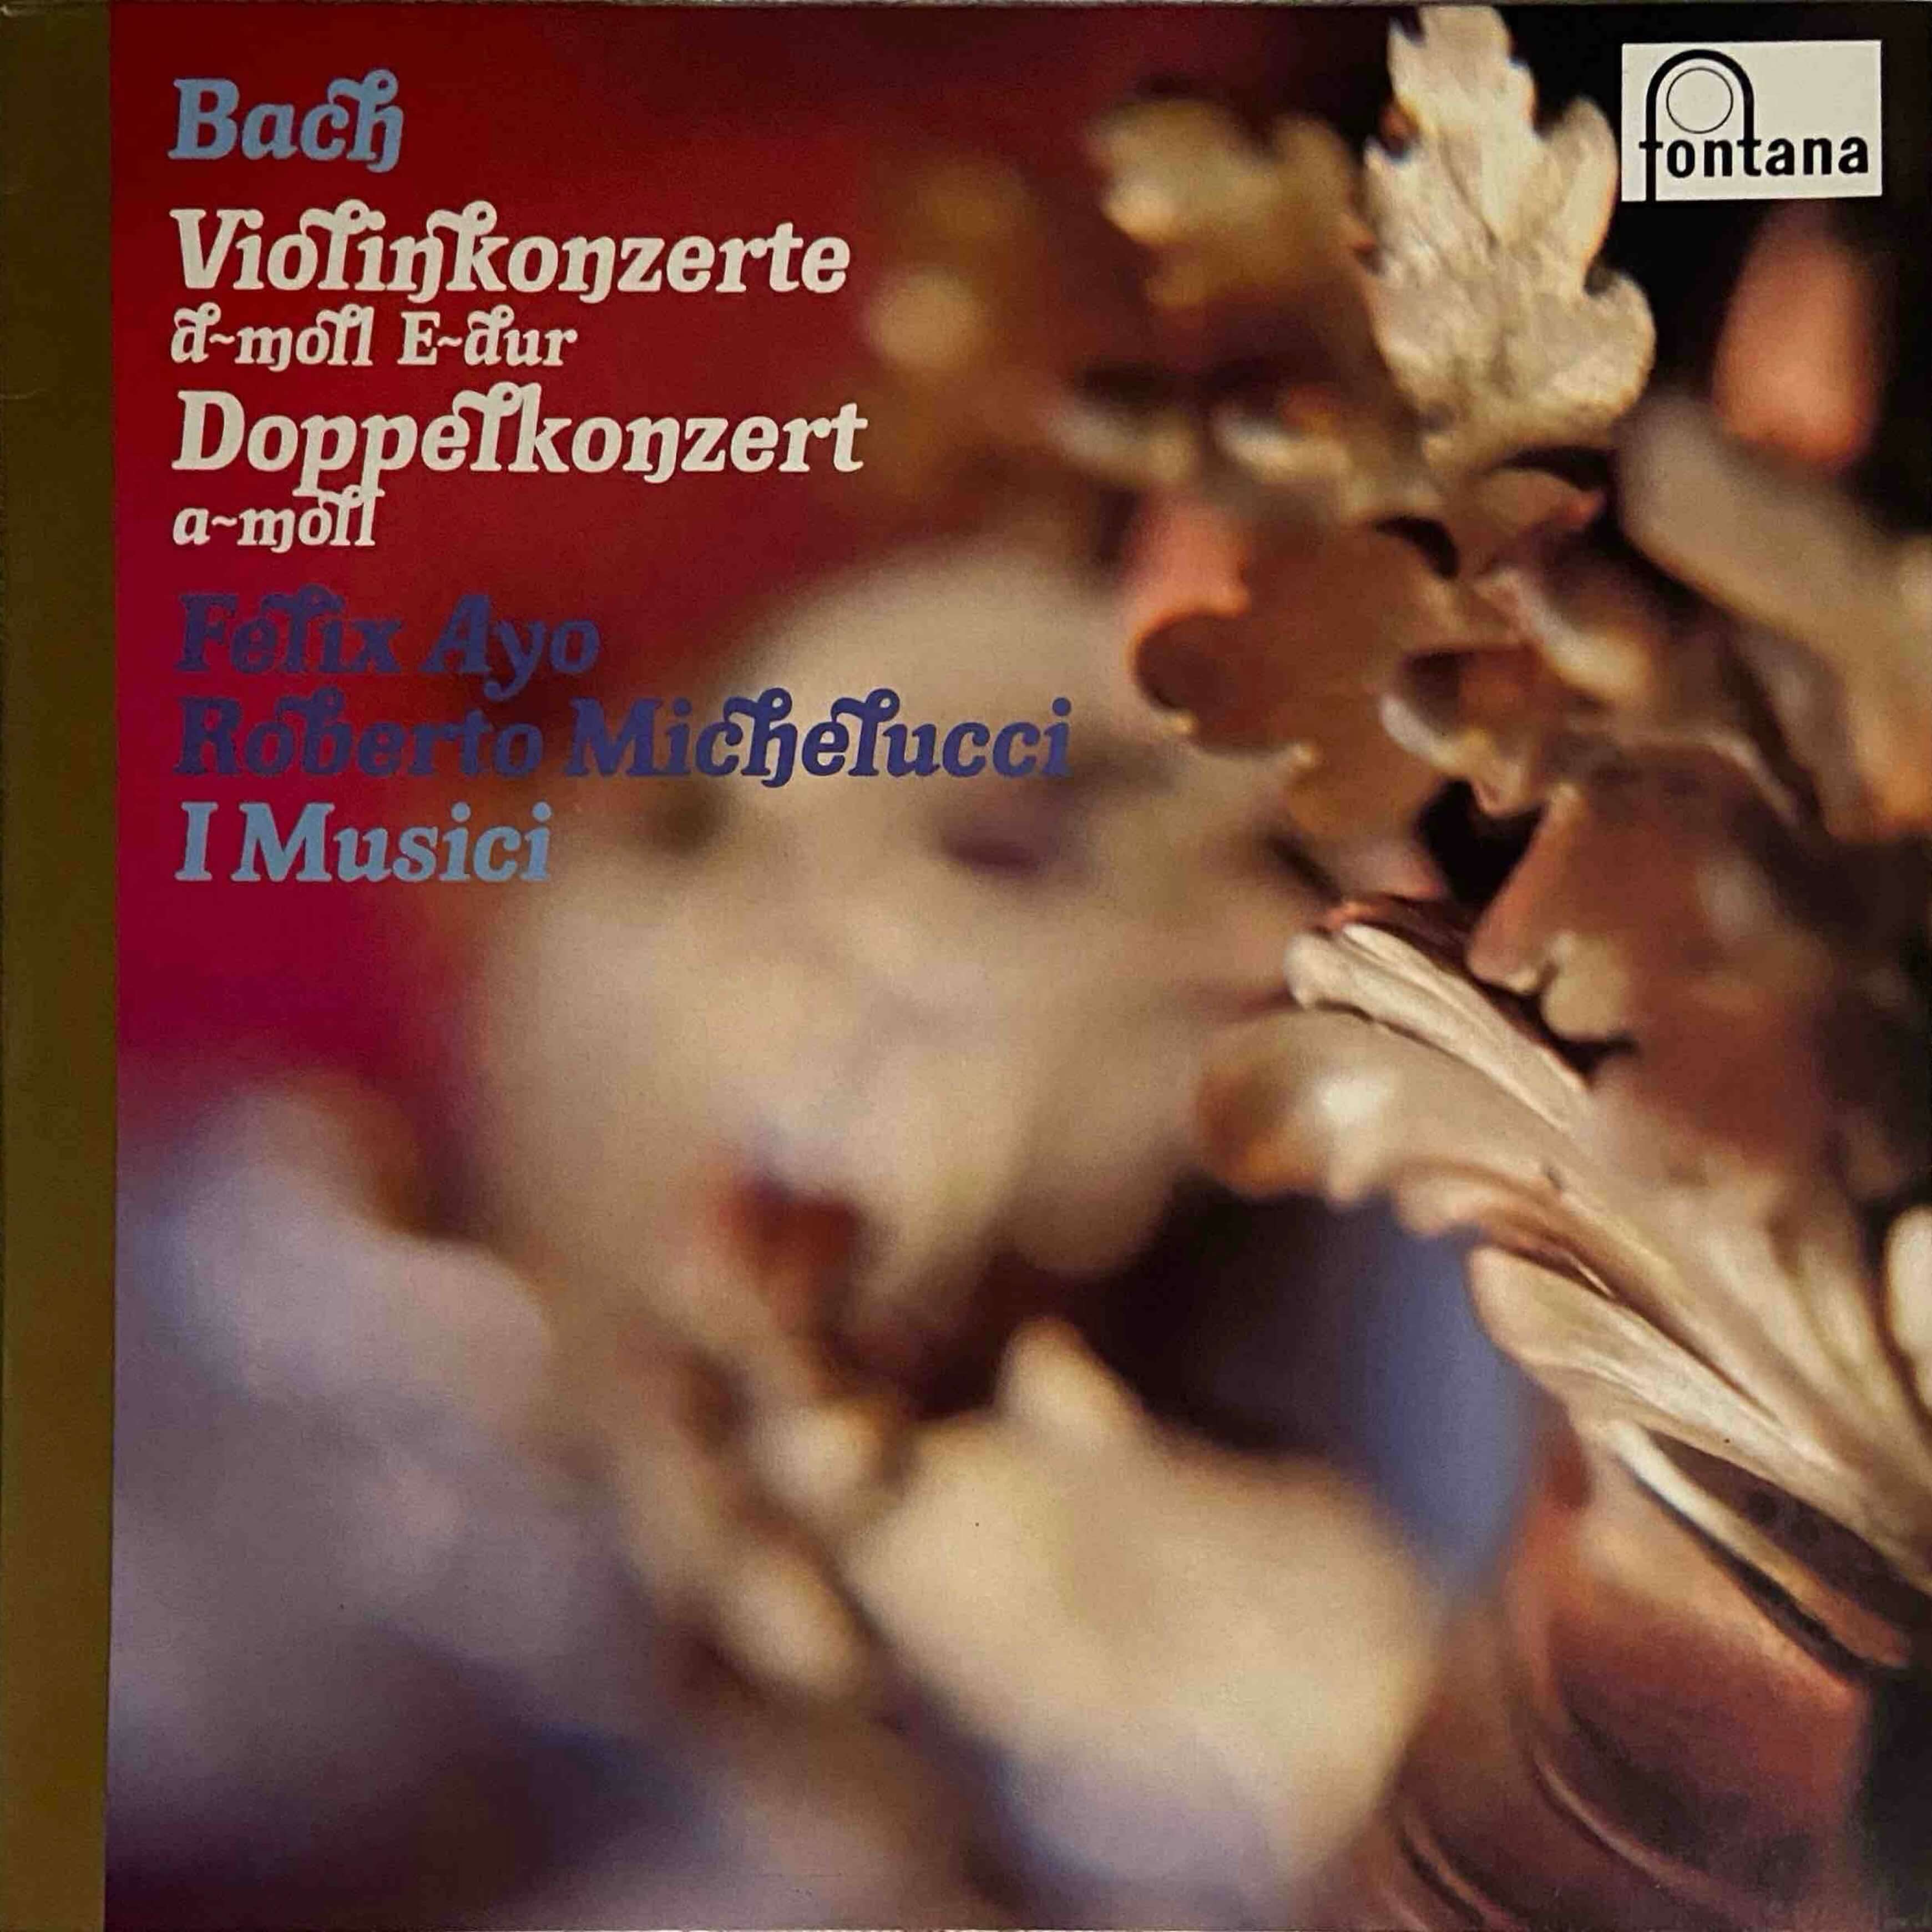 Bach
fontana
Violinkonzerte
d~moll E~dur
Doppelkonzert
a~moll
Felix Ayo
Roberto Michelucci
I Musici